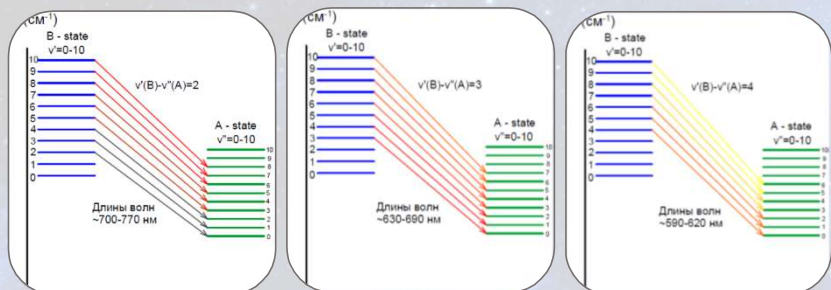 (см⁻¹)
B - state
v'=0-10
10
9
8
7
6
5
4
3
2
1
0
v'(B)-v''(A)=2
A - state
v''=0-10
10
9
8
7
6
5
4
3
2
1
0
Длины волн
~700-770 нм
(см⁻¹)
B - state
v'=0-10
10
9
8
7
6
5
4
3
2
1
0
v'(B)-v''(A)=3
A - state
v''=0-10
10
9
8
7
6
5
4
3
2
1
0
Длины волн
~630-690 нм
(см⁻¹)
B - state
v'=0-10
10
9
8
7
6
5
4
3
2
1
0
v'(B)-v''(A)=4
A - state
v''=0-10
10
9
8
7
6
5
4
3
2
1
0
Длины волн
~590-620 нм